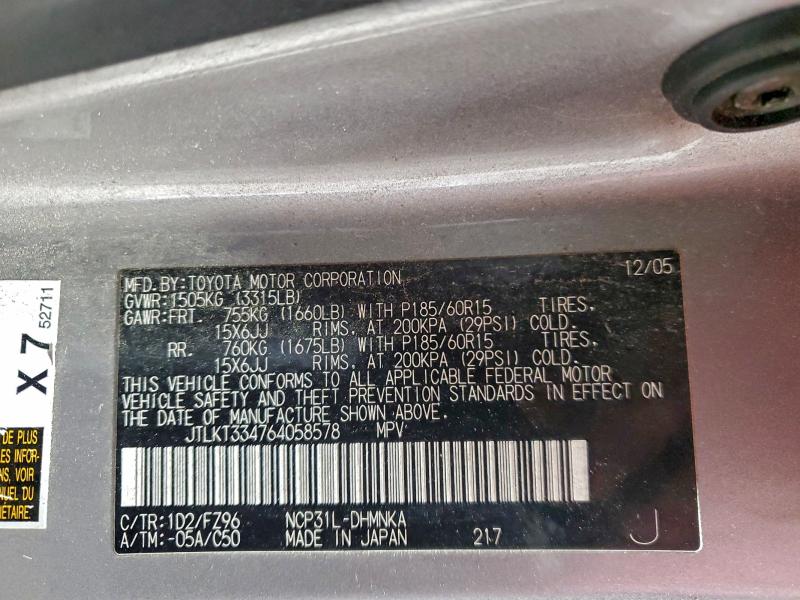 MFD.BY:TOYOTA MOTOR CORPORATION 12/05
GVWR:1505KG (3315LB)
GAWR:FRT. 755KG (1660LB) WITH P185/60R15 TIRES,
15X6JJ RIMS, AT 200KPA (29PSI) COLD.
RR. 760KG (1675LB) WITH P185/60R15 TIRES,
15X6JJ RIMS, AT 200KPA (29PSI) COLD.
THIS VEHICLE CONFORMS TO ALL APPLICABLE FEDERAL MOTOR
VEHICLE SAFETY AND THEFT PREVENTION STANDARDS IN EFFECT ON
THE DATE OF MANUFACTURE SHOWN ABOVE.
JTLKT334764058578 MPV
C/TR:1D2/FZ96 NCP31L-DHMNKA
A/TM:-05A/C50 MADE IN JAPAN 217 J
X 7
52711
DE PLUS
ES INFOR-
NS, VOIR
NUEL DU
ÉTAIRE.